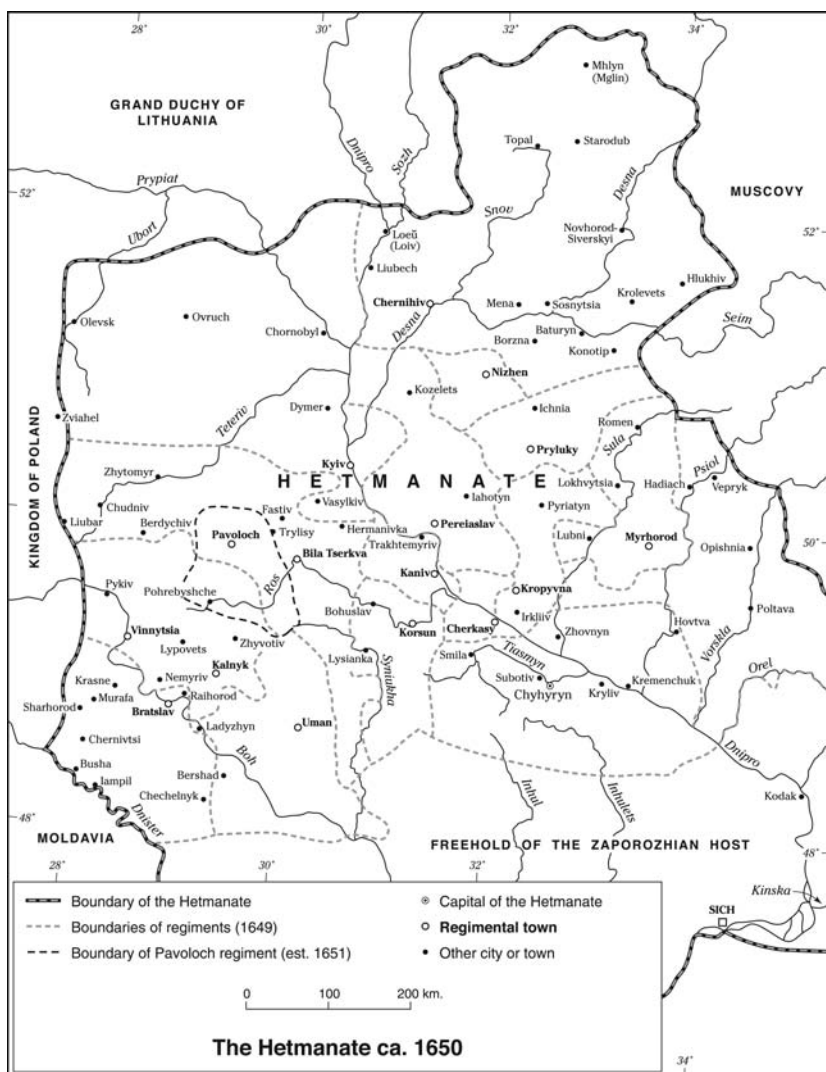 28°
30°
32°
34°
Mhlyn
(Mglin)
GRAND DUCHY OF
LITHUANIA
Dnipro
Sozh
Topal
Starodub
Desna
Prypiat
52°
MUSCOVY
Ubort
Snov
Loeŭ
(Loiv)
Novhorod-
Siverskyi
52°
Liubech
Hlukhiv
Chernihiv
Mena
Sosnytsia
Krolevets
Olevsk
Ovruch
Chornobyl
Desna
Baturyn
Seim
Borzna
Konotip
Nizhen
Kozelets
Zviahel
Dymer
Ichnia
Teteriv
Romen
Sula
Pryluky
Kyiv
HETMANATE
Zhytomyr
Psiol
Lokhvytsia
Hadiach
Vepryk
KINGDOM OF POLAND
Chudniv
Vasylkiv
Iahotyn
Pyriatyn
Liubar
Berdychiv
Fastiv
Pereiaslav
Pavoloch
Trylisy
Hermanivka
Lubni
Myrhorod
50°
Trakhtemyriv
Opishnia
Bila Tserkva
Kaniv
Pykiv
Ros
Kropyvna
Pohrebyshche
Bohuslav
Irkliiv
Poltava
Vinnytsia
Korsun
Cherkasy
Hovtva
Zhovnyn
Lypovets
Zhyvotiv
Lysianka
Vorskla
Smila
Tiasmyn
Orel
Kalnyk
Syniukha
Krasne
Nemyriv
Subotiv
Murafa
Raihorod
Chyhyryn
Kryliv
Kremenchuk
Sharhorod
Bratslav
Ladyzhyn
Uman
Chernivtsi
Boh
Dnipro
Busha
Bershad
Inhul
Inhulets
Iampil
Chechelnyk
Kodak
48°
Dnister
MOLDAVIA
FREEHOLD OF THE ZAPOROZHIAN HOST
48°
28°
30°
32°
Kinska
SICH
Boundary of the Hetmanate
Boundaries of regiments (1649)
Boundary of Pavoloch regiment (est. 1651)
Capital of the Hetmanate
Regimental town
Other city or town
0 100 200 km.
The Hetmanate ca. 1650
34°